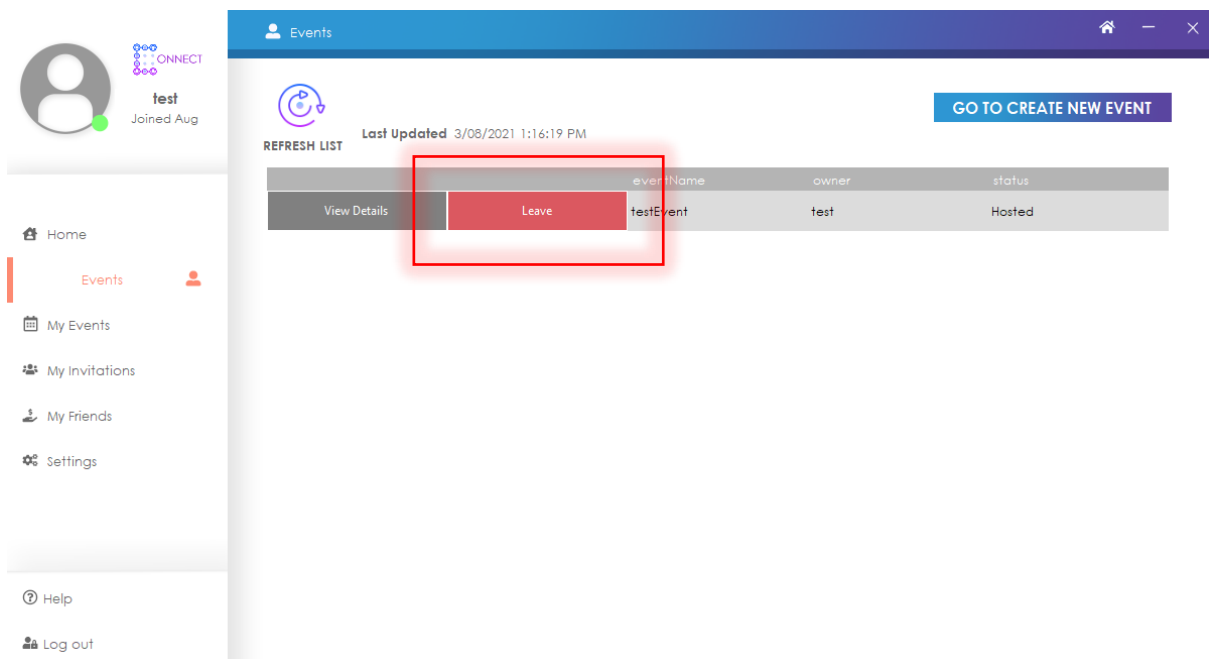 ONNECT
test
Joined Aug
Home
Events
My Events
My Invitations
My Friends
Settings
Help
Log out
Events
REFRESH LIST
Last Updated 3/08/2021 1:16:19 PM
GO TO CREATE NEW EVENT
eventName owner status
View Details Leave testEvent test Hosted